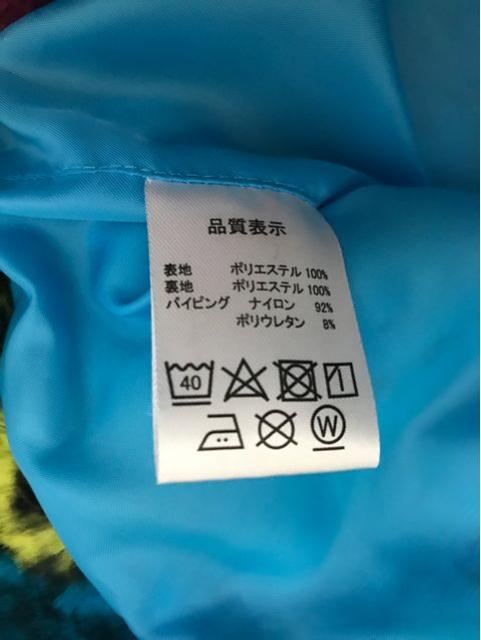 品質表示
表地 ポリエステル 100%
裏地 ポリエステル 100%
パイピング ナイロン 92%
ポリウレタン 8%
40
W